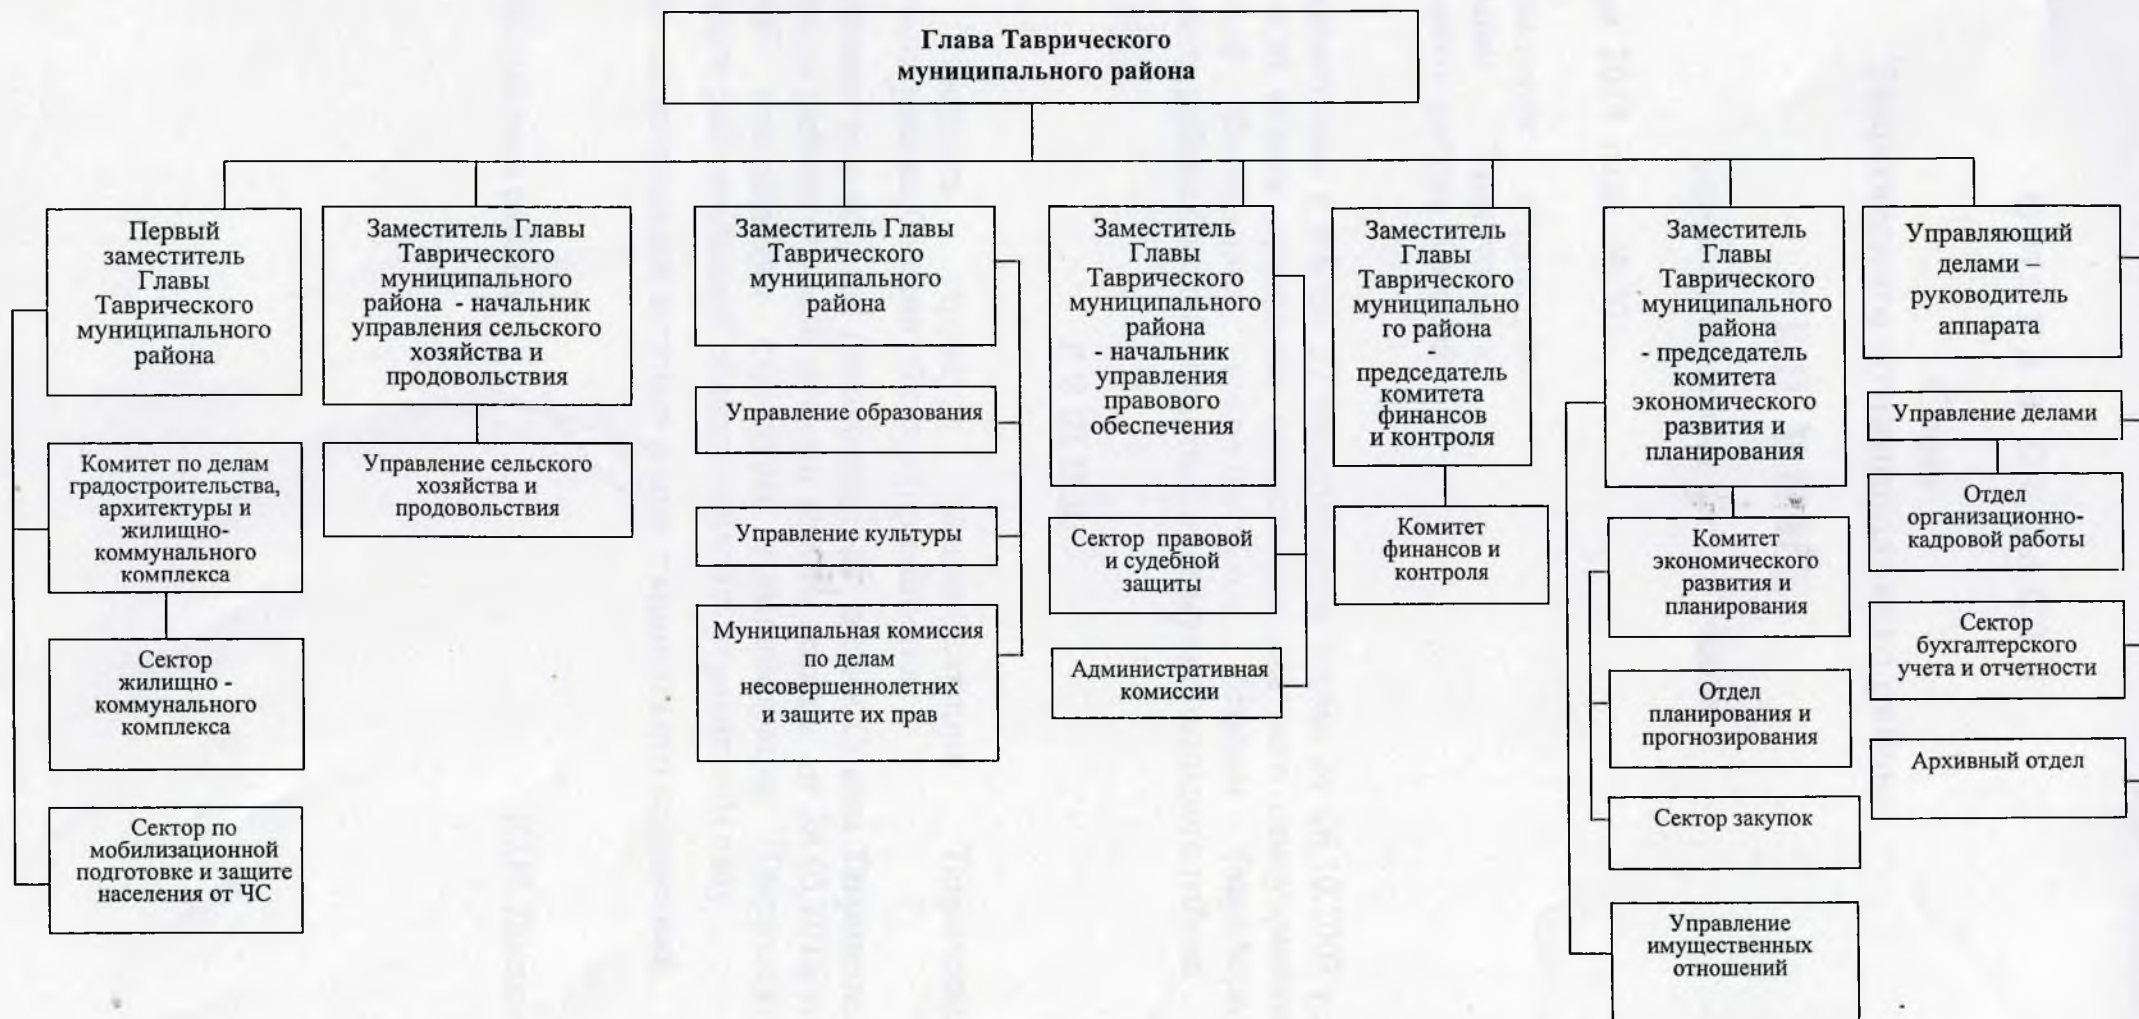 Глава Таврического
муниципального района
Первый
заместитель
Главы
Таврического
муниципального
района
Заместитель Главы
Таврического
муниципального
района - начальник
управления сельского
хозяйства и
продовольствия
Заместитель Главы
Таврического
муниципального
района
Заместитель
Главы
Таврического
муниципального
района
- начальник
управления
правового
обеспечения
Заместитель
Главы
Таврического
муниципально
го района
-
председатель
комитета
финансов
и контроля
Заместитель
Главы
Таврического
муниципального
района
- председатель
комитета
экономического
развития и
планирования
Управляющий
делами –
руководитель
аппарата
Комитет по делам
градостроительства,
архитектуры и
жилищно-
коммунального
комплекса
Сектор
жилищно -
коммунального
комплекса
Сектор по
мобилизационной
подготовке и защите
населения от ЧС
Управление сельского
хозяйства и
продовольствия
Управление образования
Управление культуры
Муниципальная комиссия
по делам
несовершеннолетних
и защите их прав
Сектор правовой
и судебной
защиты
Административная
комиссии
Комитет
финансов и
контроля
Комитет
экономического
развития и
планирования
Отдел
планирования и
прогнозирования
Сектор закупок
Управление
имущественных
отношений
Управление делами
Отдел
организационно-
кадровой работы
Сектор
бухгалтерского
учета и отчетности
Архивный отдел